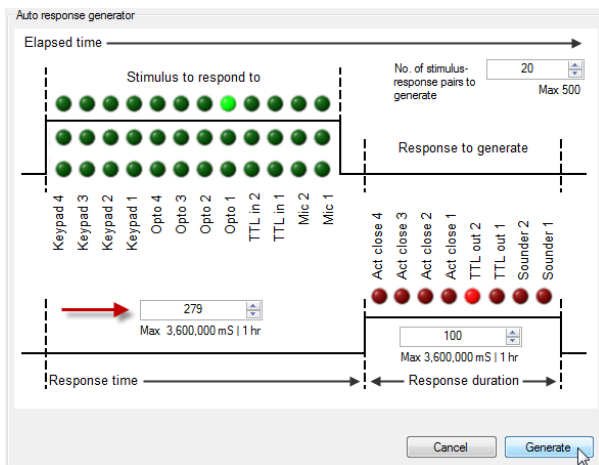 Auto response generator
Elapsed time
Stimulus to respond to
No. of stimulus-
response pairs to
generate
20
Max 500
Response to generate
Keypad 4
Keypad 3
Keypad 2
Keypad 1
Opto 4
Opto 3
Opto 2
Opto 1
TTL in 2
TTL in 1
Mic 2
Mic 1
Act close 4
Act close 3
Act close 2
Act close 1
TTL out 2
TTL out 1
Sounder 2
Sounder 1
279
Max 3,600,000 mS | 1 hr
100
Max 3,600,000 mS | 1 hr
Response time
Response duration
Cancel
Generate